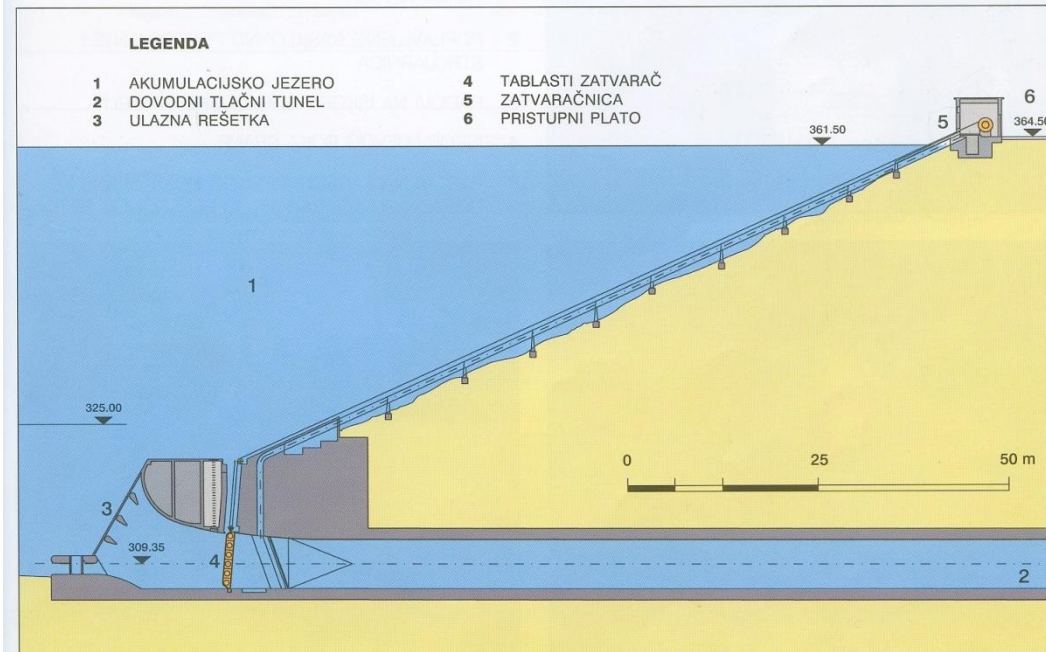 LEGENDA
1 AKUMULACIJSKO JEZERO
2 DOVODNI TLAČNI TUNEL
3 ULAZNA REŠETKA
4 TABLASTI ZATVARAČ
5 ZATVARAČNICA
6 PRISTUPNI PLATO
6
5
361.50
364.50
1
325.00
0 25 50 m
3
309.35
4
2